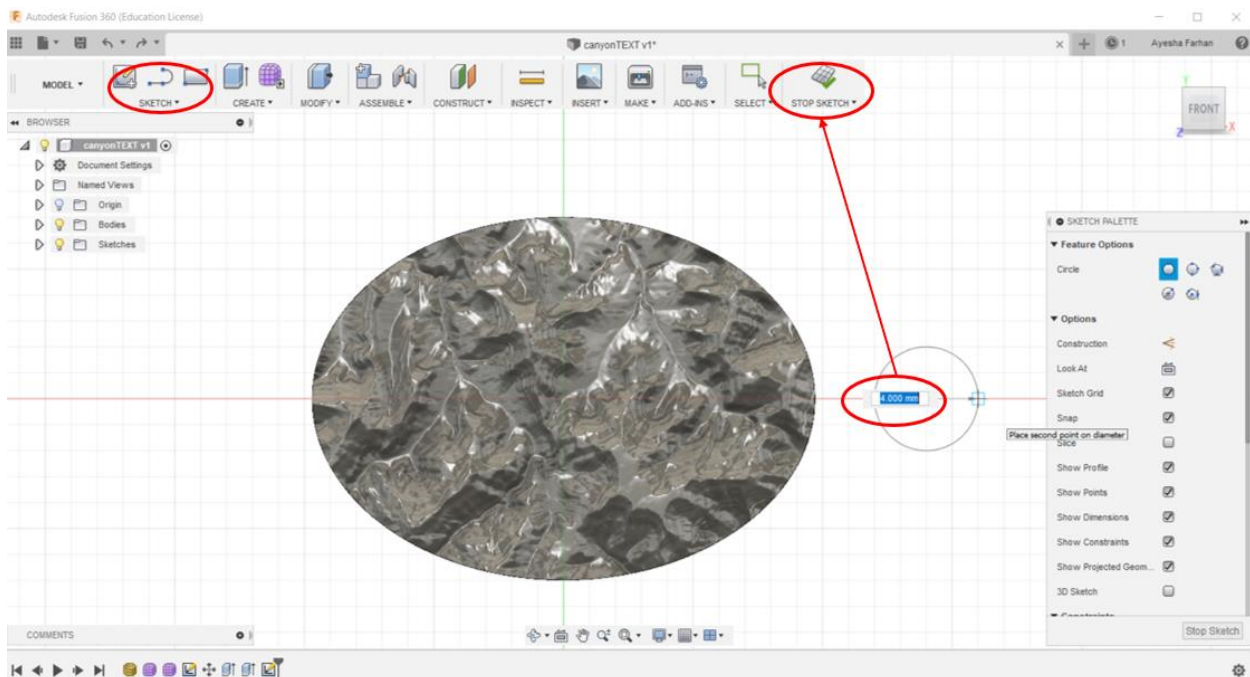 Autodesk Fusion 360 (Education License)
canyonTEXT v1*
1
Ayesha Farhan
MODEL
SKETCH
CREATE
MODIFY
ASSEMBLE
CONSTRUCT
INSPECT
INSERT
MAKE
ADD-INS
SELECT
STOP SKETCH
FRONT
Y
X
Z
BROWSER
canyonTEXT v1
Document Settings
Named Views
Origin
Bodies
Sketches
SKETCH PALETTE
Feature Options
Circle
Options
Construction
Look At
Sketch Grid
Snap
Slice
Show Profile
Show Points
Show Dimensions
Show Constraints
Show Projected Geom...
3D Sketch
Constraints
Stop Sketch
4.000 mm
Place second point on diameter
COMMENTS